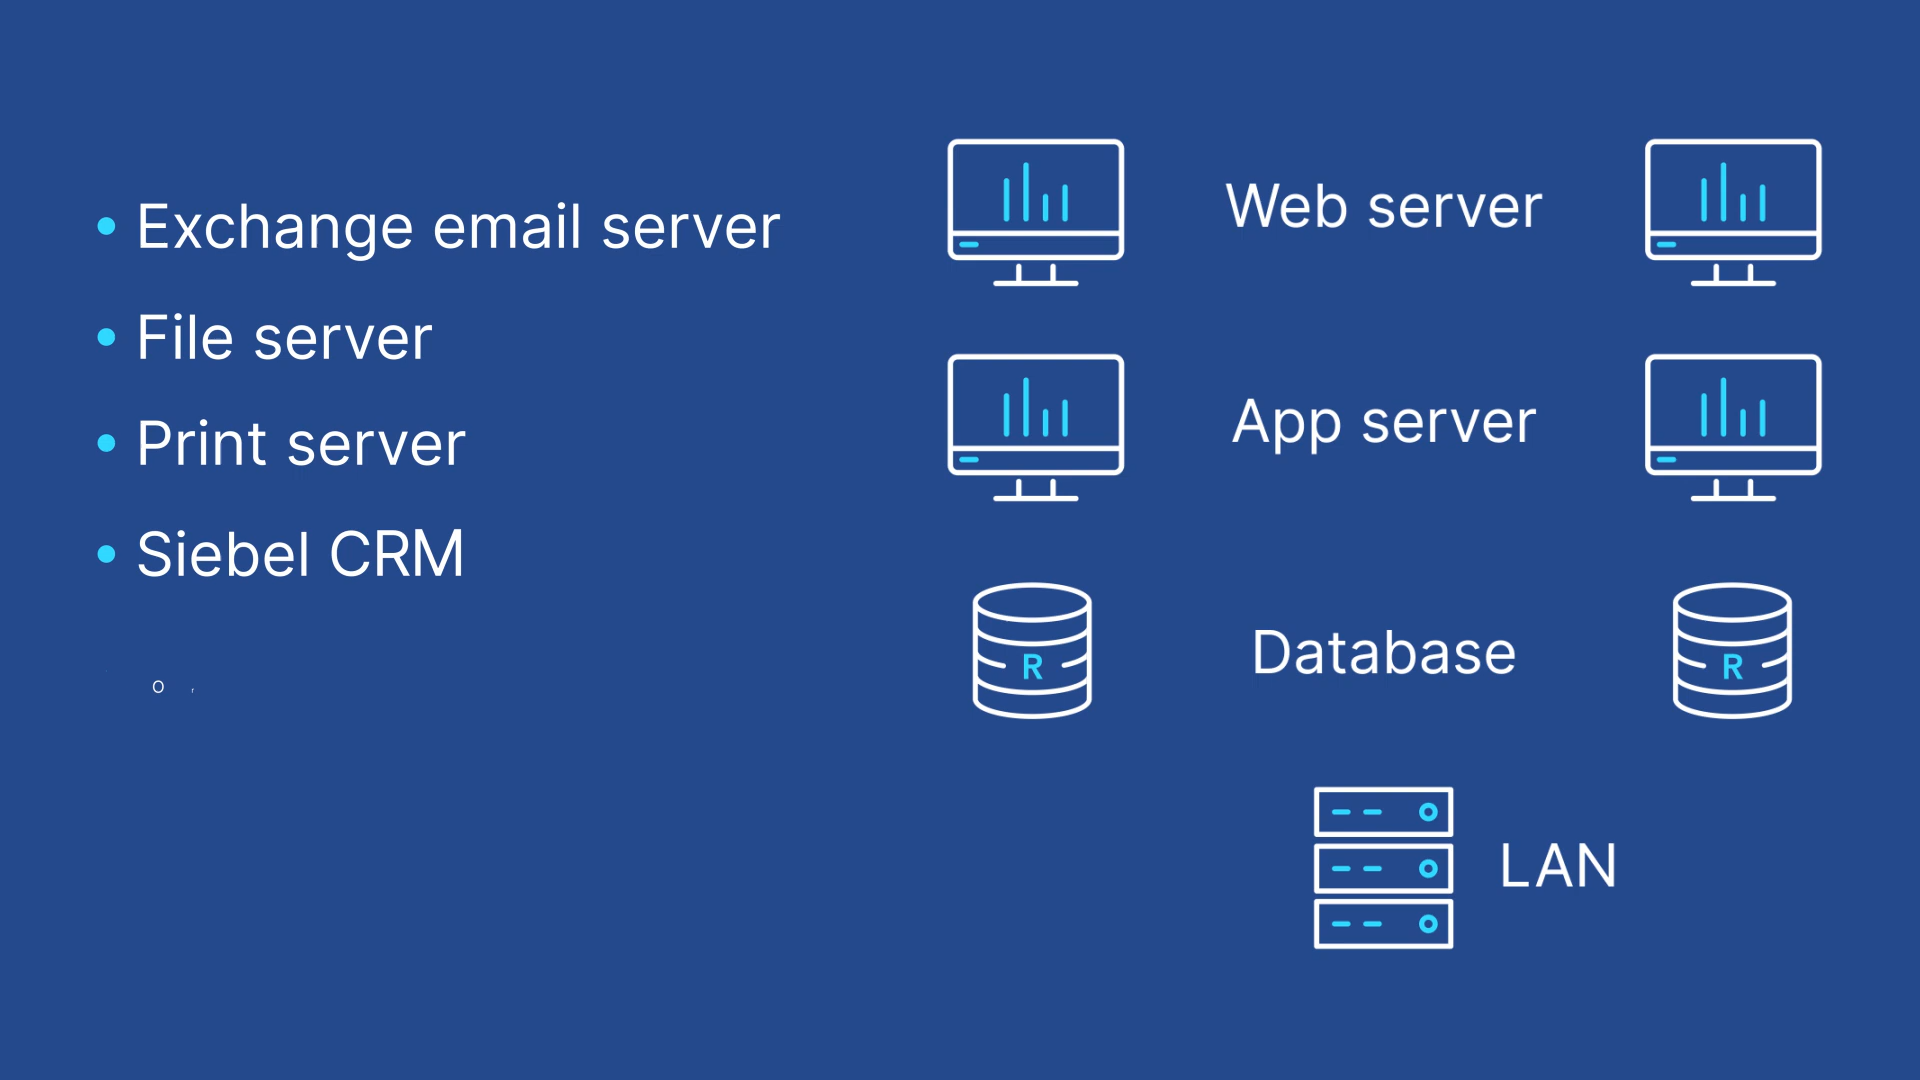 • Exchange email server
• File server
• Print server
• Siebel CRM
Web server
App server
R
Database
R
LAN